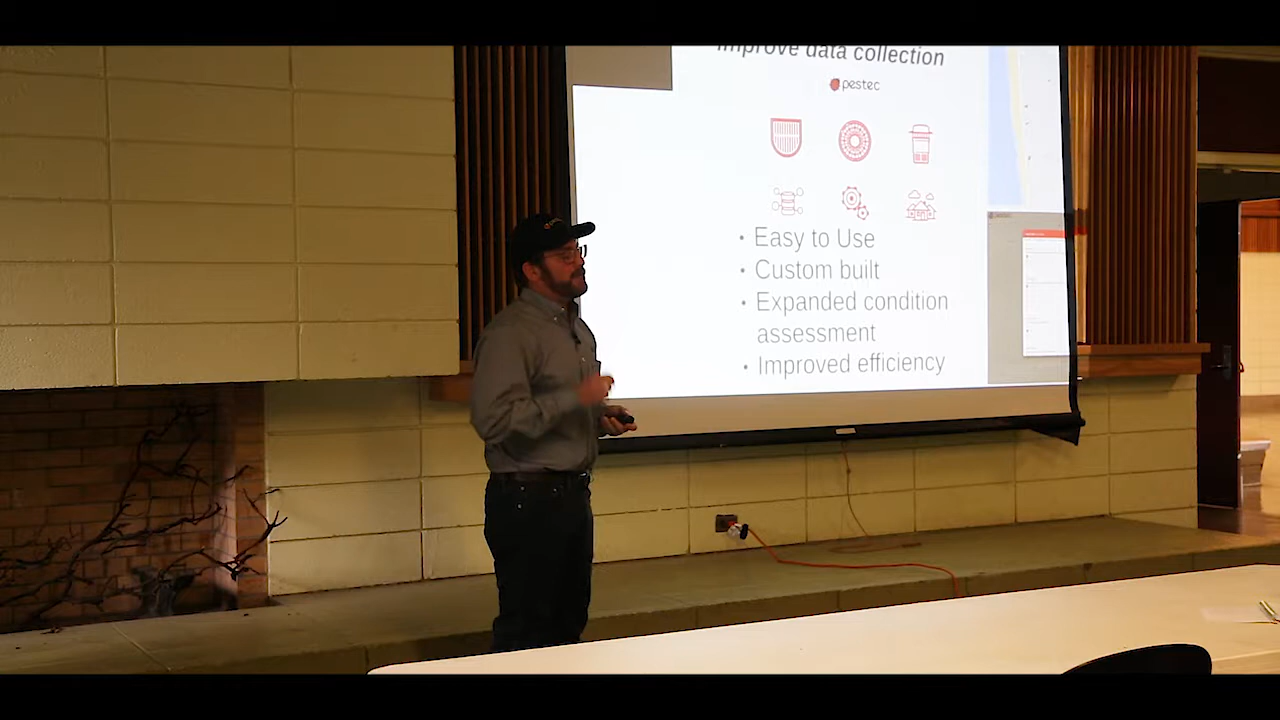 Improve data collection
pestec
• Easy to Use
• Custom built
• Expanded condition
assessment
• Improved efficiency